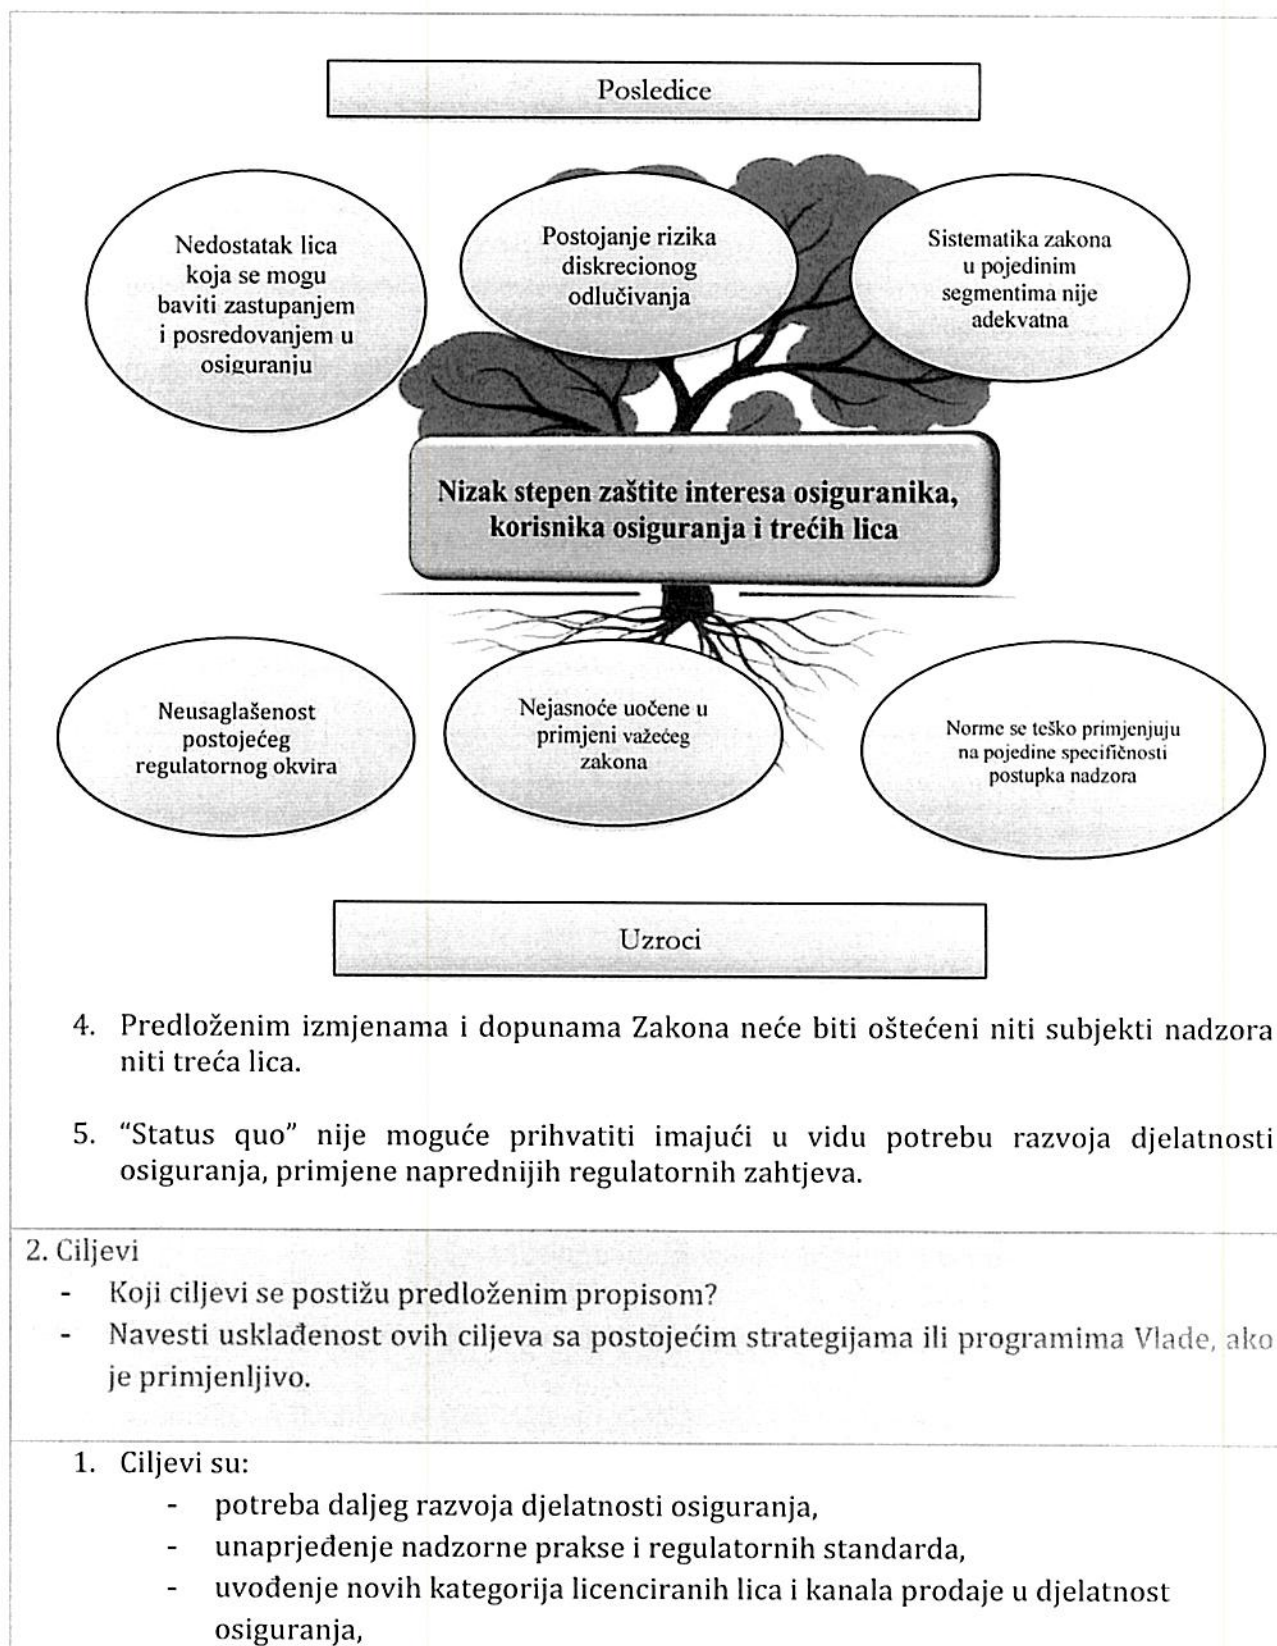 Posledice
Nedostatak lica
koja se mogu
baviti zastupanjem
i posredovanjem u
osiguranju
Postojanje rizika
diskrecionog
odlučivanja
Sistematika zakona
u pojedinim
segmentima nije
adekvatna
Nizak stepen zaštite interesa osiguranika,
korisnika osiguranja i trećih lica
Neusaglašenost
postojećeg
regulatornog okvira
Nejasnoće uočene u
primjeni važećeg
zakona
Norme se teško primjenjuju
na pojedine specifičnosti
postupka nadzora
Uzroci
4. Predloženim izmjenama i dopunama Zakona neće biti oštećeni niti subjekti nadzora
niti treća lica.
5. “Status quo” nije moguće prihvatiti imajući u vidu potrebu razvoja djelatnosti
osiguranja, primjene naprednijih regulatornih zahtjeva.
2. Ciljevi
- Koji ciljevi se postižu predloženim propisom?
- Navesti usklađenost ovih ciljeva sa postojećim strategijama ili programima Vlade, ako
je primjenljivo.
1. Ciljevi su:
- potreba daljeg razvoja djelatnosti osiguranja,
- unaprjeđenje nadzorne prakse i regulatornih standarda,
- uvođenje novih kategorija licenciranih lica i kanala prodaje u djelatnost
osiguranja,